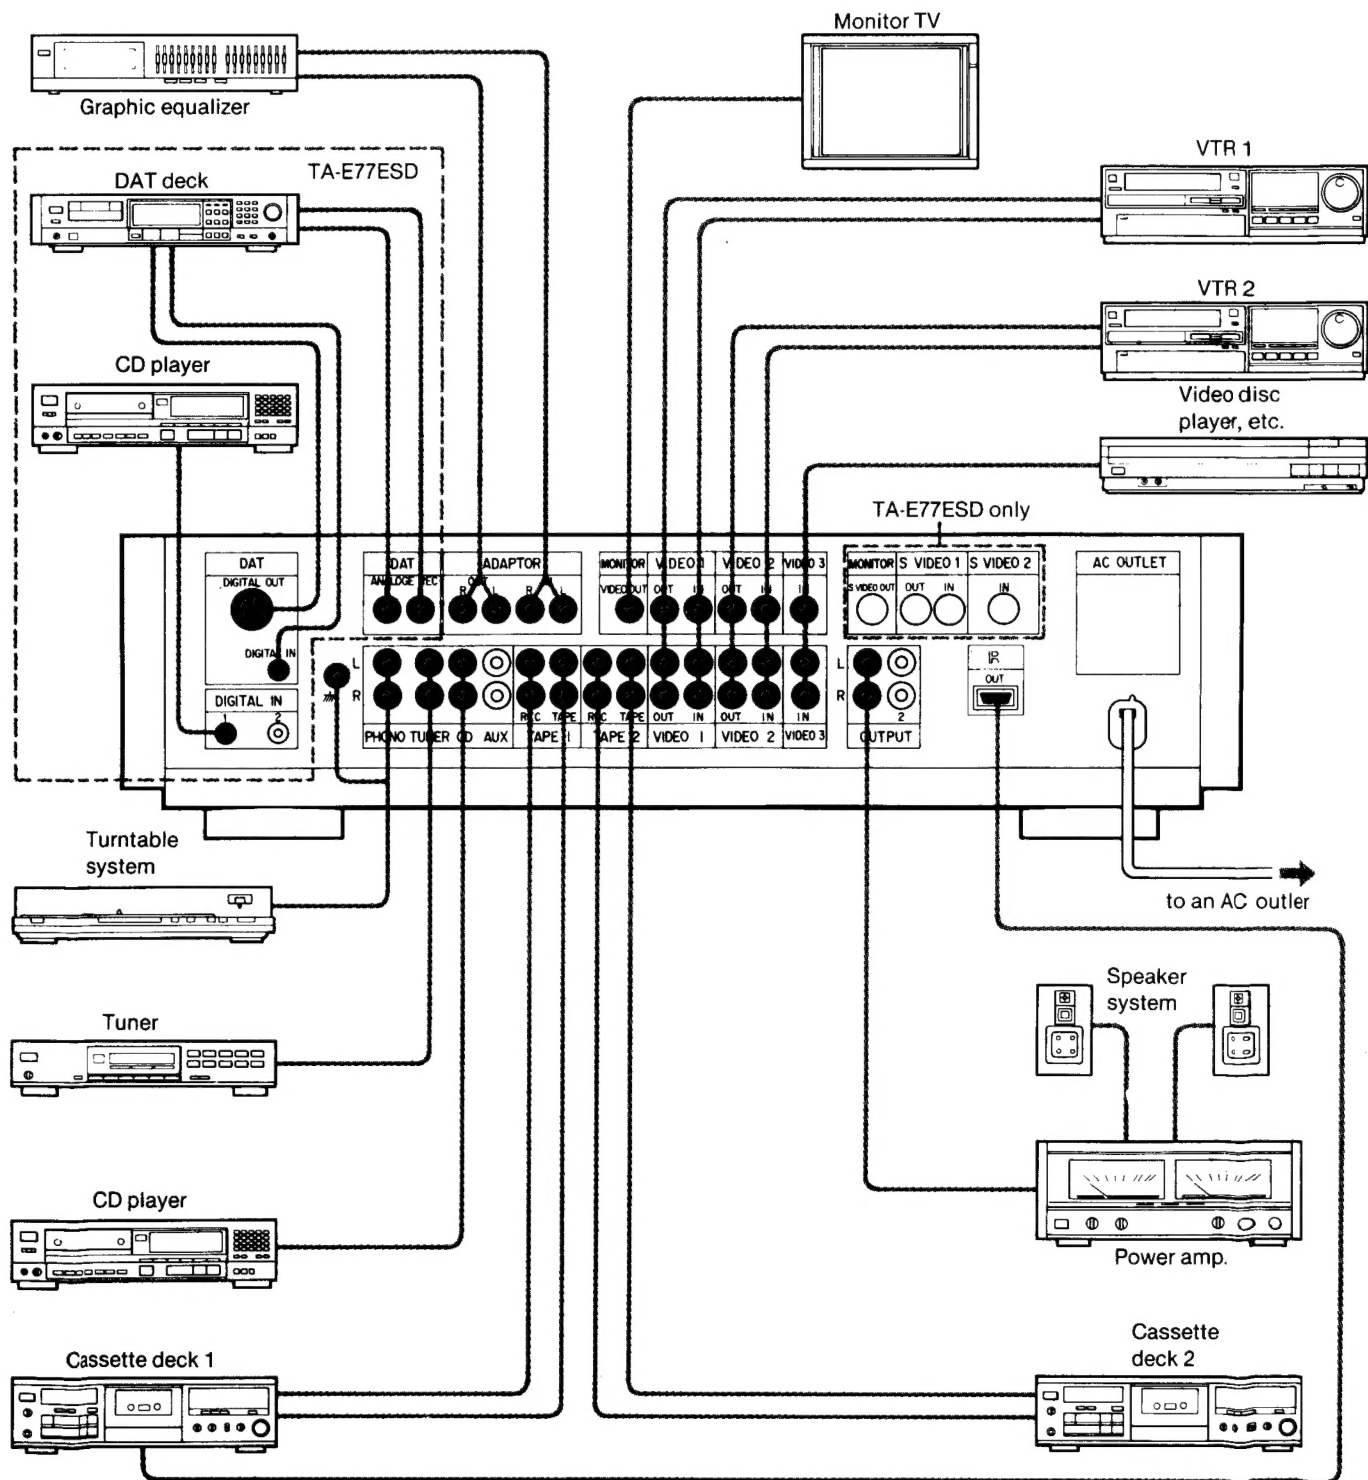 Monitor TV
Graphic equalizer
VTR 1
TA-E77ESD
DAT deck
VTR 2
CD player
Video disc
player, etc.
TA-E77ESD only
DAT
DIGITAL OUT
DIGITAL IN
DIGITAL IN
1 2
DAT
ADAPTOR
R L R L
MONITOR
VIDEO OUT
VIDEO 1
OUT IN
VIDEO 2
OUT IN
VIDEO 3
IN
MONITOR
S VIDEO OUT
S VIDEO 1
OUT IN
S VIDEO 2
IN
AC OUTLET
L
R
PHONO TUNER CD AUX
REC TAPE
TAPE 1
REC TAPE
TAPE 2
OUT IN
VIDEO 1
OUT IN
VIDEO 2
IN
VIDEO 3
L
R
2
OUTPUT
IR
OUT
Turntable
system
to an AC outler
Speaker
system
Tuner
CD player
Power amp.
Cassette deck 1
Cassette
deck 2